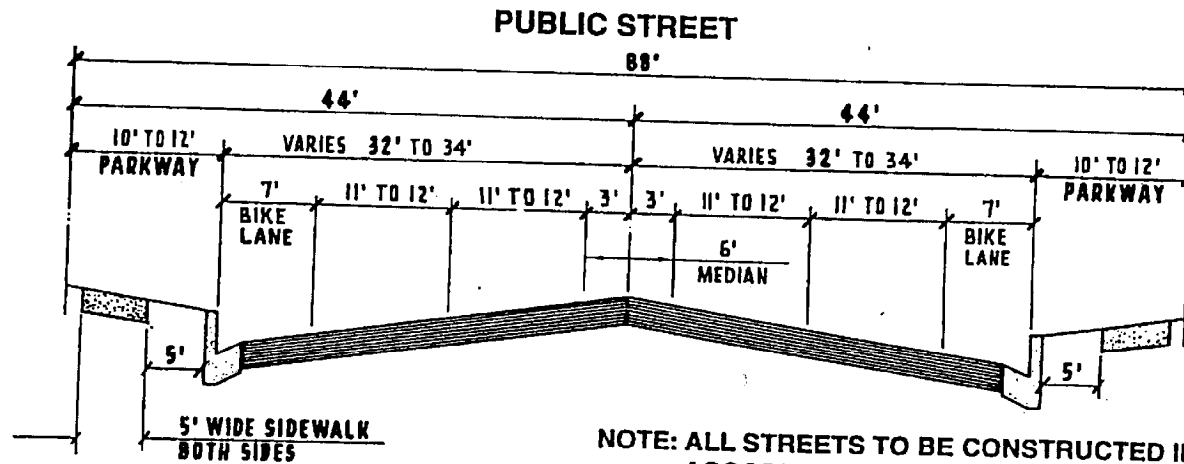 PUBLIC STREET
88'
44' 44'
10' TO 12' PARKWAY
VARIES 32' TO 34'
VARIES 32' TO 34'
10' TO 12' PARKWAY
7' BIKE LANE
11' TO 12'
11' TO 12'
3'
3'
11' TO 12'
11' TO 12'
7' BIKE LANE
6' MEDIAN
5'
5'
5' WIDE SIDEWALK
BOTH SIDES
NOTE: ALL STREETS TO BE CONSTRUCTED